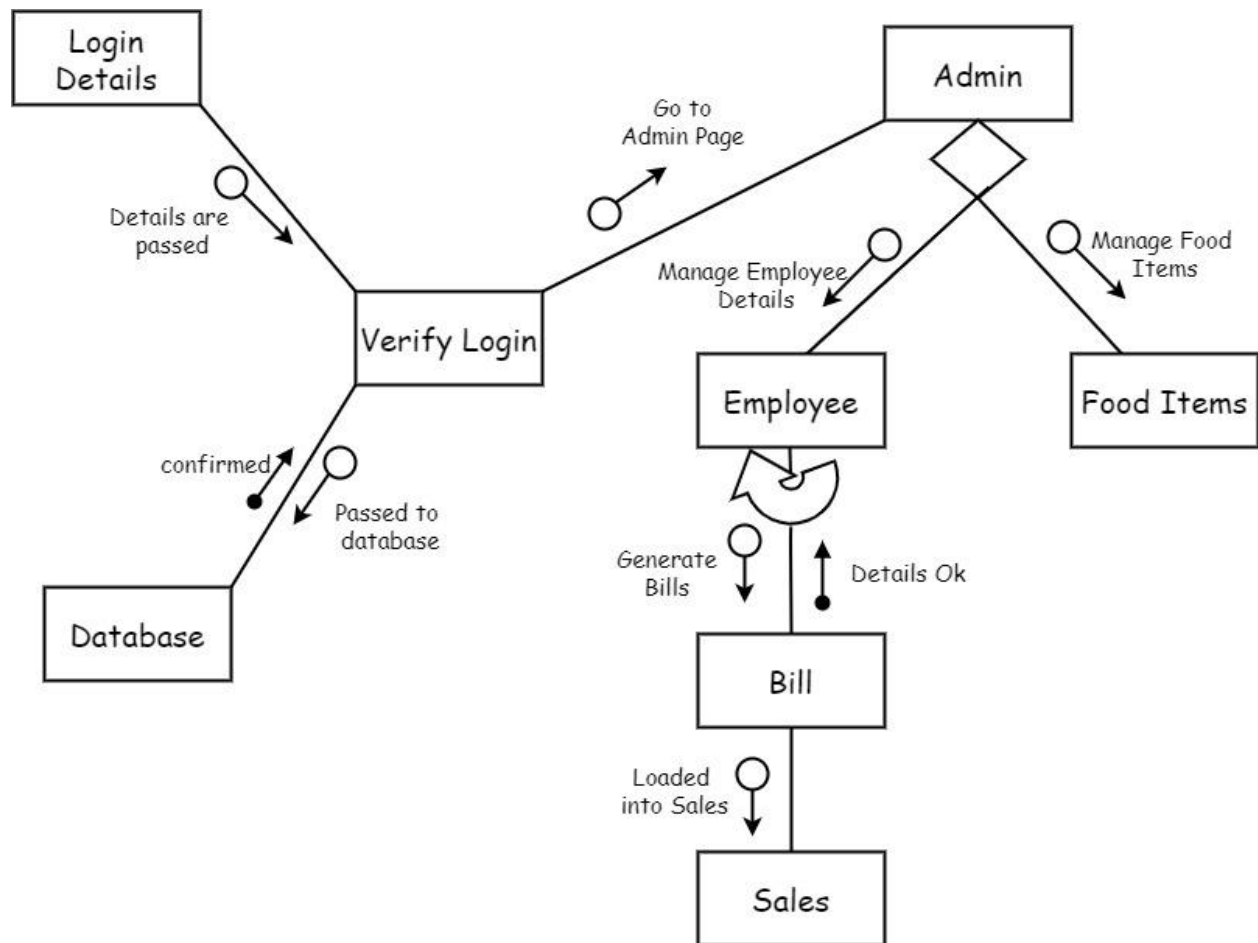 Login
Details
Admin
Go to
Admin Page
Details are
passed
Manage Employee
Details
Manage Food
Items
Verify Login
Employee
Food Items
confirmed
Passed to
database
Generate
Bills
Details Ok
Database
Bill
Loaded
into Sales
Sales